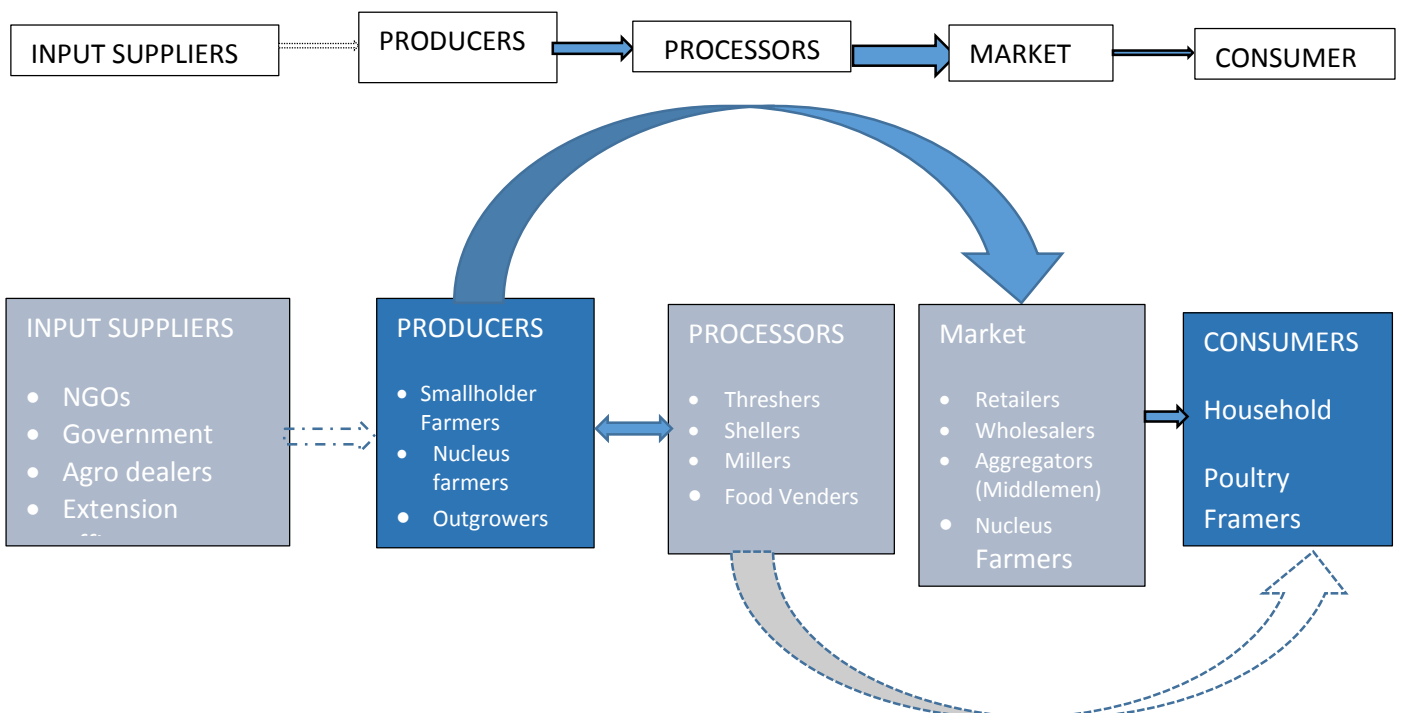 INPUT SUPPLIERS
PRODUCERS
PROCESSORS
MARKET
CONSUMER
INPUT SUPPLIERS
• NGOs
• Government
• Agro dealers
• Extension
PRODUCERS
• Smallholder
Farmers
• Nucleus
farmers
• Outgrowers
PROCESSORS
• Threshers
• Shellers
• Millers
• Food Venders
Market
• Retailers
• Wholesalers
• Aggregators
(Middlemen)
• Nucleus
Farmers
CONSUMERS
Household
Poultry
Framers